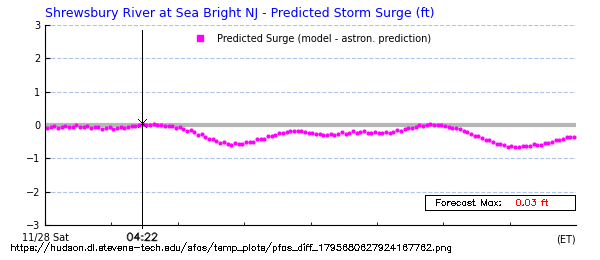 Shrewsbury River at Sea Bright NJ - Predicted Storm Surge (ft)
3
Predicted Surge (model - astron. prediction)
2
1
0
−1
−2
Forecast Max: 0.03 ft
−3
11/28 Sat 04:22 (ET)
https://hudson.dl.stevens-tech.edu/sfas/temp_plots/pfas_diff_1795680627924167762.png